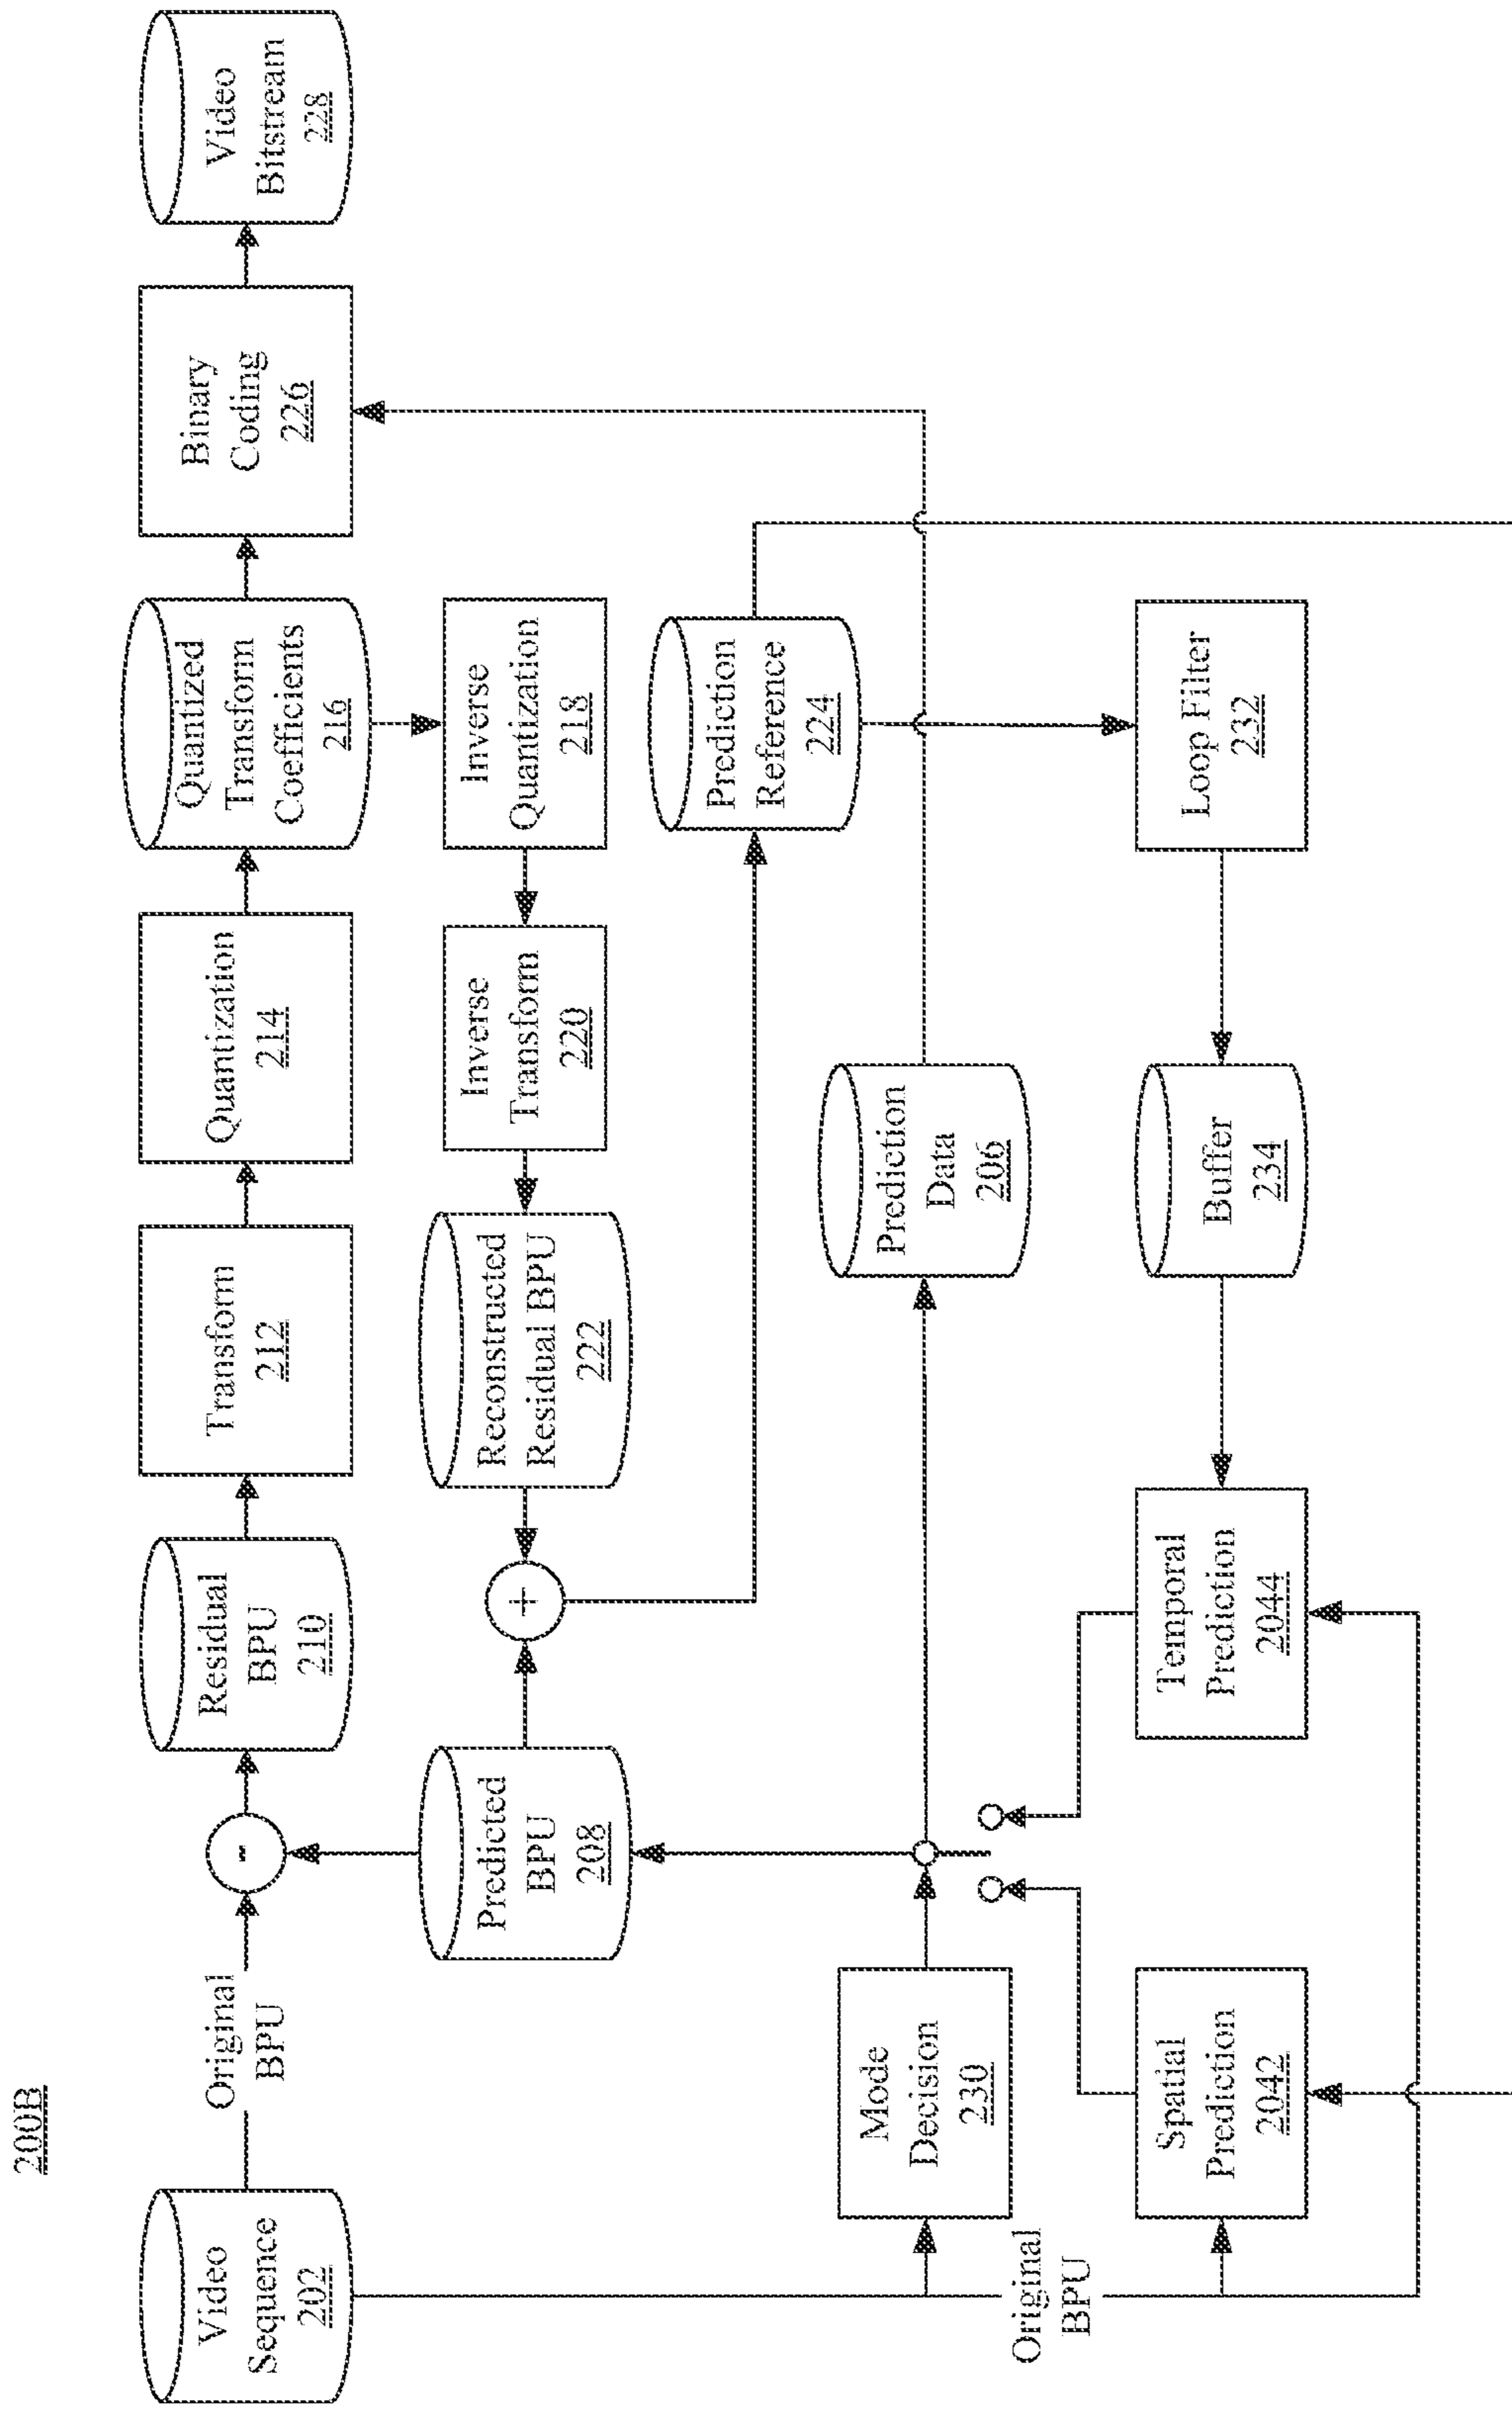 200B
Video
Sequence
202
Original
BPU
-
Residual
BPU
210
Transform
212
Quantization
214
Quantized
Transform
Coefficients
216
Binary
Coding
226
Video
Bitstream
228
Predicted
BPU
208
+
Reconstructed
Residual BPU
222
Inverse
Transform
220
Inverse
Quantization
218
Prediction
Reference
224
Mode
Decision
230
Prediction
Data
206
Original
BPU
Spatial
Prediction
2042
Temporal
Prediction
2044
Buffer
234
Loop Filter
232